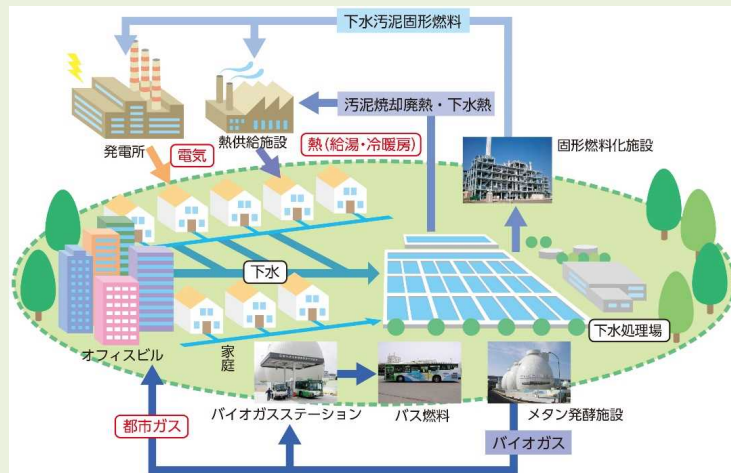 下水汚泥固形燃料
汚泥焼却廃熱・下水熱
発電所
熱供給施設
電気
熱(給湯・冷暖房)
固形燃料化施設
下水
下水処理場
オフィスビル
家庭
バイオガスステーション
バス燃料
メタン発酵施設
都市ガス
バイオガス